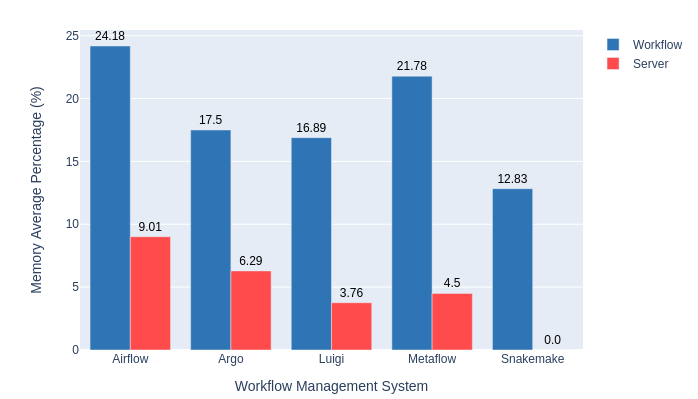 24.18
9.01
17.5
6.29
16.89
3.76
21.78
4.5
12.83
0.0
Workflow
Server
25
20
15
10
5
0
Memory Average Percentage (%)
Airflow
Argo
Luigi
Metaflow
Snakemake
Workflow Management System